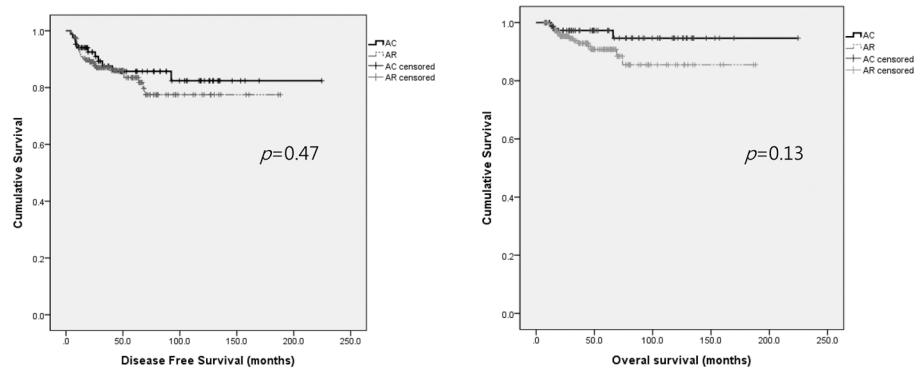 1.0
0.8
0.6
0.4
0.2
0.0
Cumulative Survival
.0 50.0 100.0 150.0 200.0 250.0
Disease Free Survival (months)
p=0.47
AC
AR
AC censored
AR censored
1.0
0.8
0.6
0.4
0.2
0.0
Cumulative Survival
.0 50.0 100.0 150.0 200.0 250.0
Overal survival (months)
p=0.13
AC
AR
AC censored
AR censored